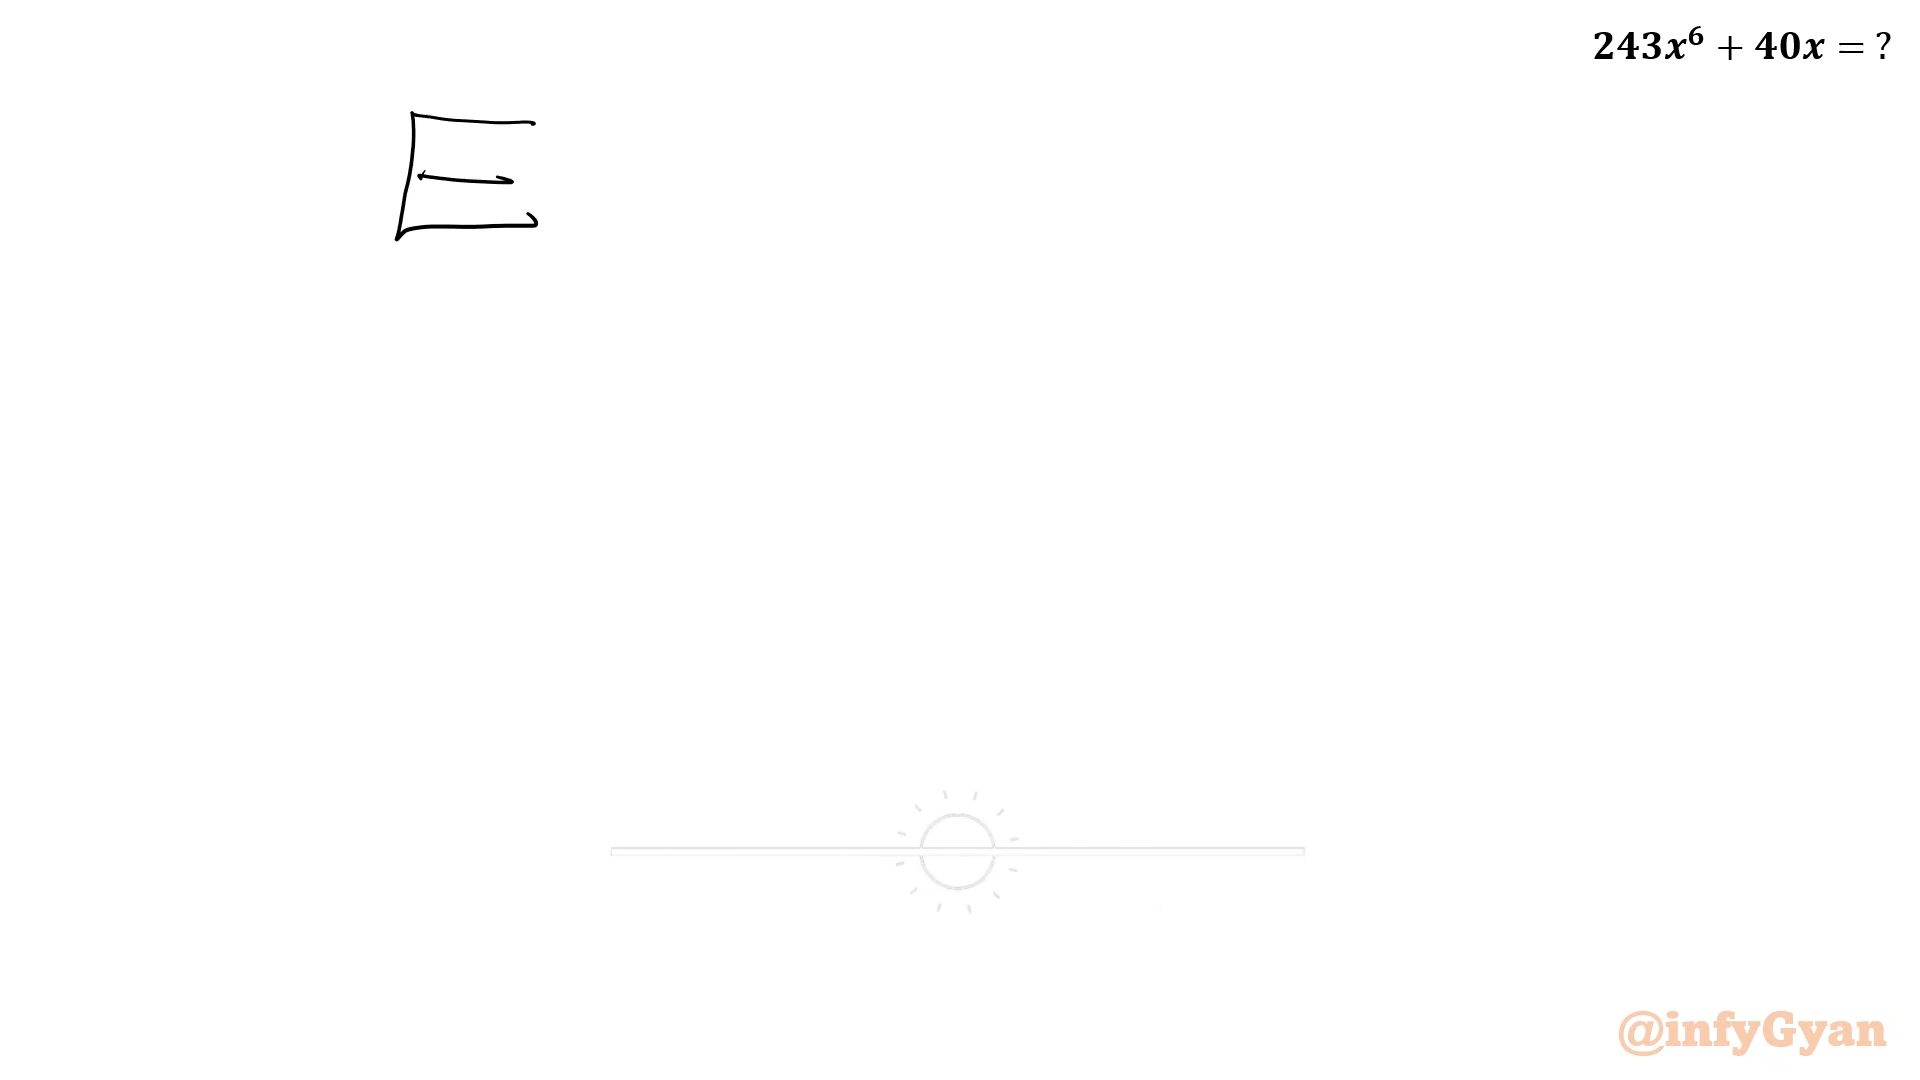 243x⁶ + 40x = ?
E
@infyGyan